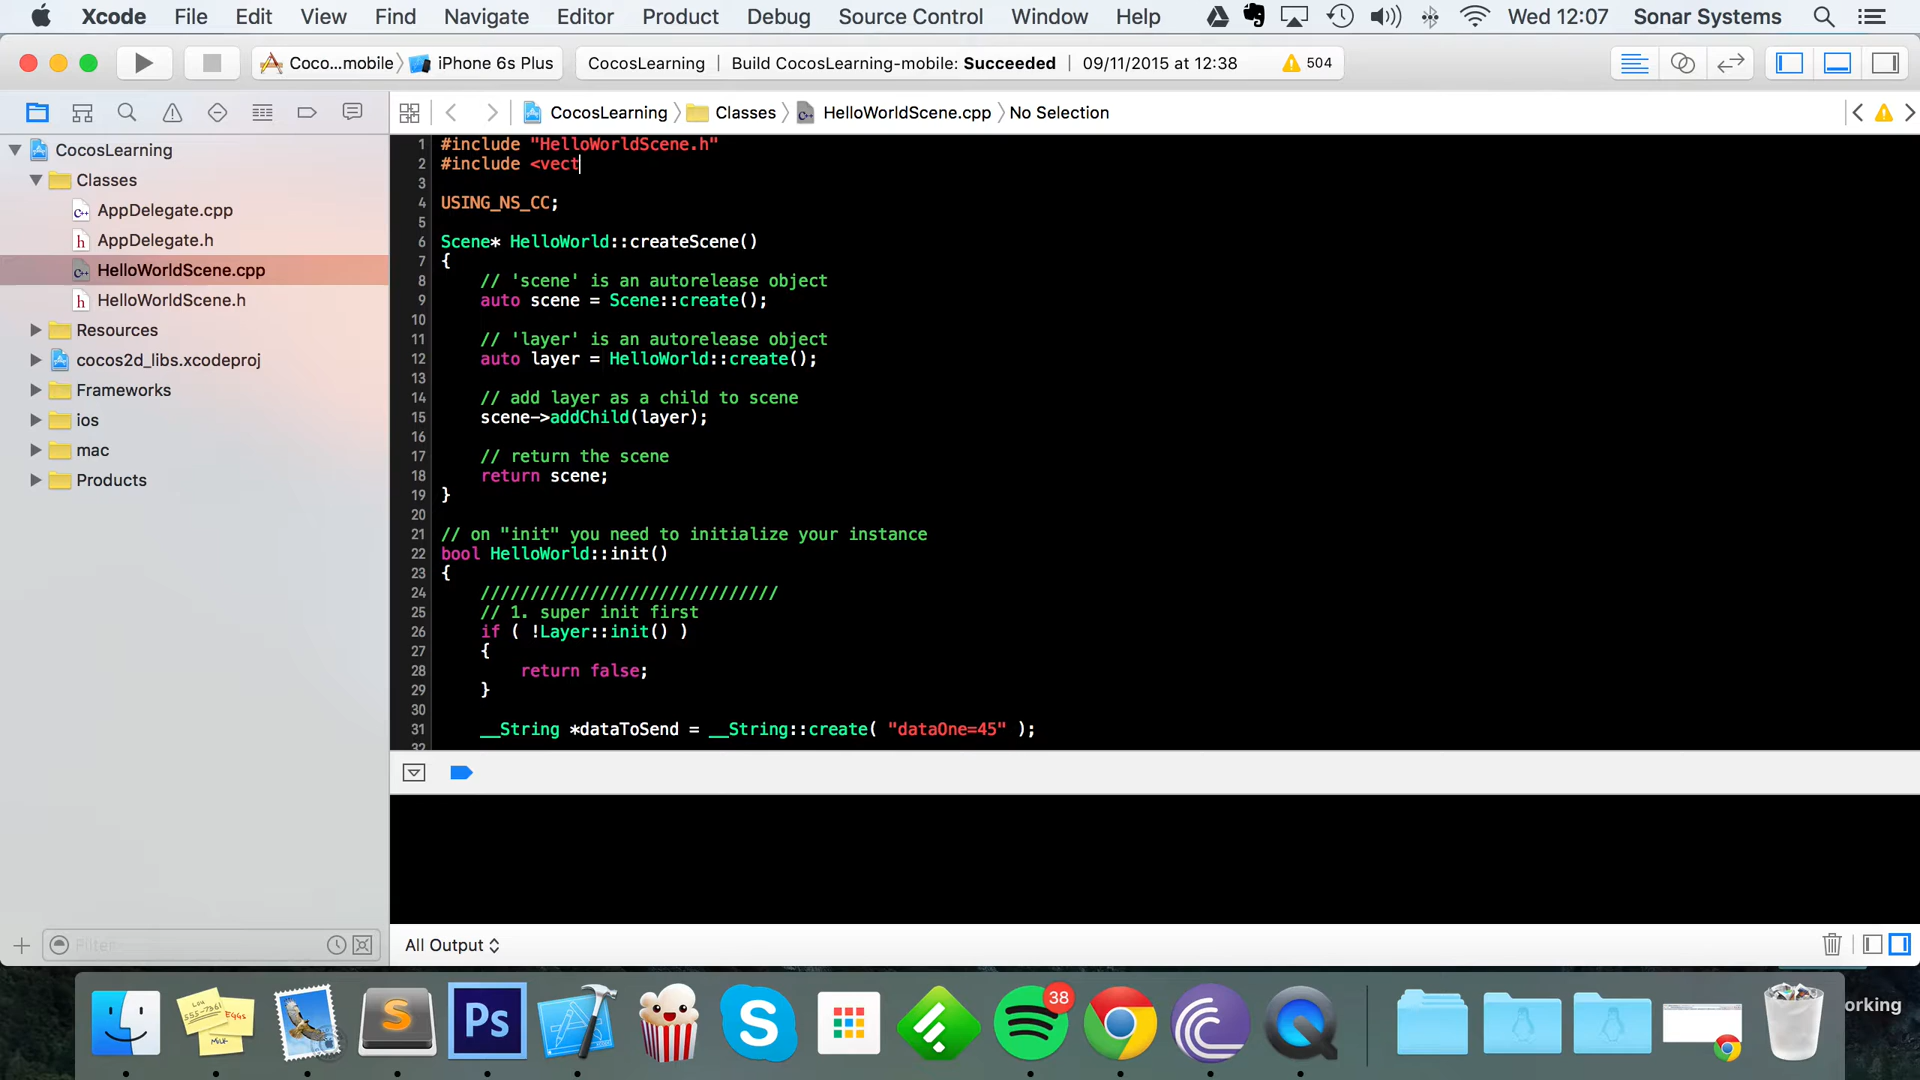 Xcode File Edit View Find Navigate Editor Product Debug Source Control Window Help Wed 12:07 Sonar Systems
Coco...mobile iPhone 6s Plus CocosLearning Build CocosLearning-mobile: Succeeded 09/11/2015 at 12:38 504
CocosLearning Classes HelloWorldScene.cpp No Selection
CocosLearning
Classes
AppDelegate.cpp
AppDelegate.h
HelloWorldScene.cpp
HelloWorldScene.h
Resources
cocos2d_libs.xcodeproj
Frameworks
ios
mac
Products
Filter
1 #include "HelloWorldScene.h"
2 #include <vect
3
4 USING_NS_CC;
5
6 Scene* HelloWorld::createScene()
7 {
8 // 'scene' is an autorelease object
9 auto scene = Scene::create();
10
11 // 'layer' is an autorelease object
12 auto layer = HelloWorld::create();
13
14 // add layer as a child to scene
15 scene->addChild(layer);
16
17 // return the scene
18 return scene;
19 }
20
21 // on "init" you need to initialize your instance
22 bool HelloWorld::init()
23 {
24 //////////////////////////////
25 // 1. super init first
26 if ( !Layer::init() )
27 {
28 return false;
29 }
30
31 __String *dataToSend = __String::create( "dataOne=45" );
32
All Output
38
Ps
orking